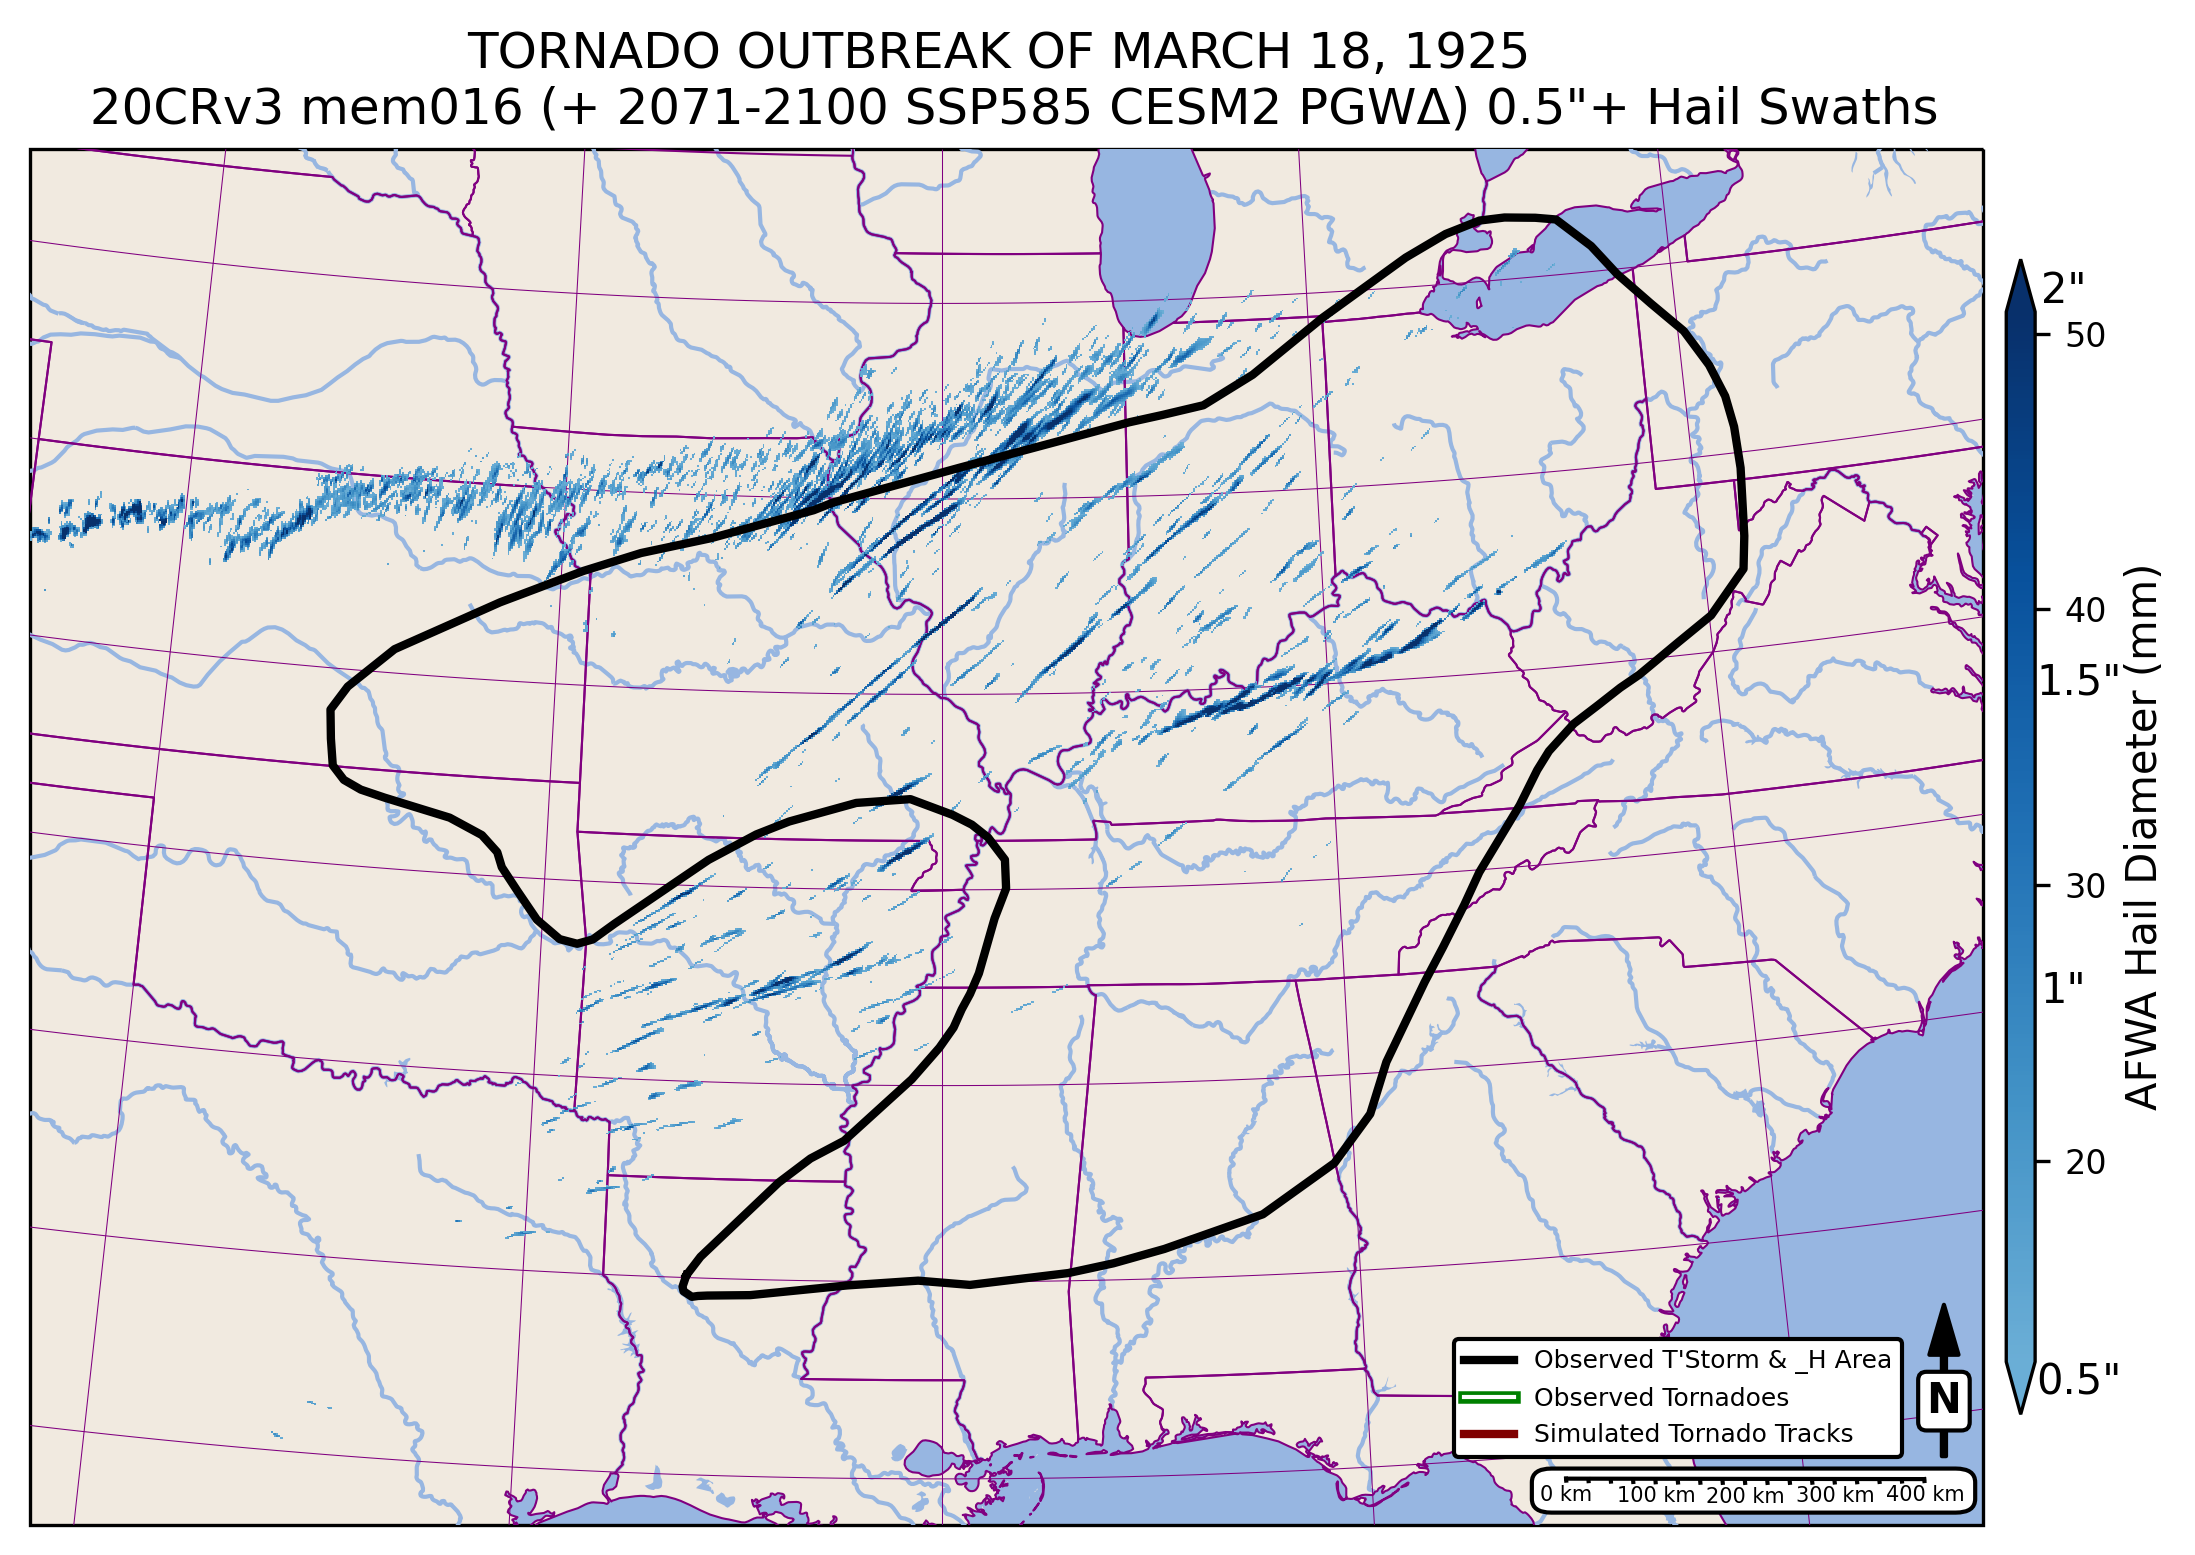 TORNADO OUTBREAK OF MARCH 18, 1925
20CRv3 mem016 (+ 2071-2100 SSP585 CESM2 PGWΔ) 0.5"+ Hail Swaths
2"
50
40
1.5"
30
1"
20
0.5"
AFWA Hail Diameter (mm)
Observed T'Storm & _H Area
Observed Tornadoes
Simulated Tornado Tracks
N
0 km 100 km 200 km 300 km 400 km